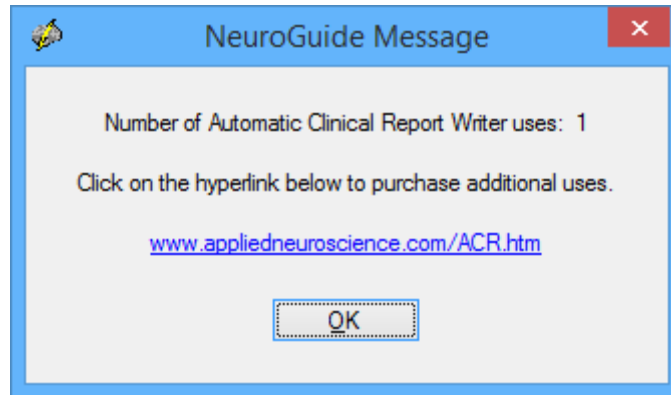 NeuroGuide Message
Number of Automatic Clinical Report Writer uses: 1
Click on the hyperlink below to purchase additional uses.
www.appliedneuroscience.com/ACR.htm
OK